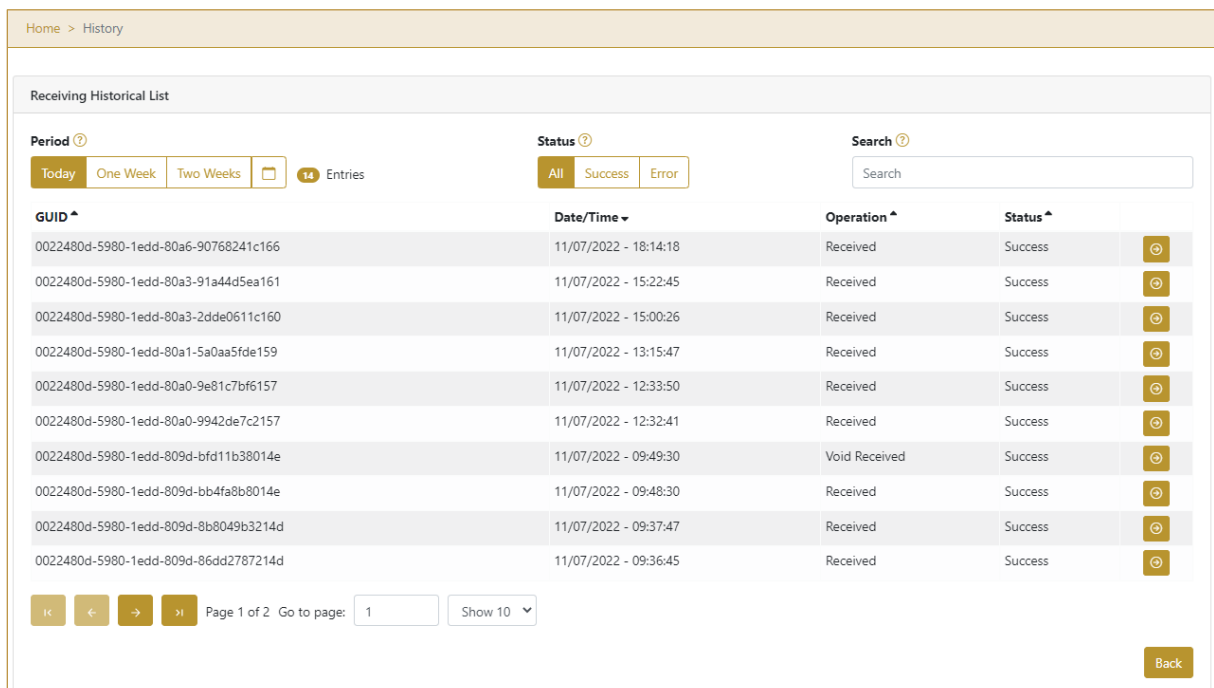 Home > History
Receiving Historical List
Period ? Status ? Search ?
Today One Week Two Weeks 14 Entries All Success Error Search
GUID Date/Time Operation Status
0022480d-5980-1edd-80a6-90768241c166 11/07/2022 - 18:14:18 Received Success
0022480d-5980-1edd-80a3-91a44d5ea161 11/07/2022 - 15:22:45 Received Success
0022480d-5980-1edd-80a3-2dde0611c160 11/07/2022 - 15:00:26 Received Success
0022480d-5980-1edd-80a1-5a0aa5fde159 11/07/2022 - 13:15:47 Received Success
0022480d-5980-1edd-80a0-9e81c7bf6157 11/07/2022 - 12:33:50 Received Success
0022480d-5980-1edd-80a0-9942de7c2157 11/07/2022 - 12:32:41 Received Success
0022480d-5980-1edd-809d-bfd11b38014e 11/07/2022 - 09:49:30 Void Received Success
0022480d-5980-1edd-809d-bb4fa8b8014e 11/07/2022 - 09:48:30 Received Success
0022480d-5980-1edd-809d-8b8049b3214d 11/07/2022 - 09:37:47 Received Success
0022480d-5980-1edd-809d-86dd2787214d 11/07/2022 - 09:36:45 Received Success
Page 1 of 2 Go to page: 1 Show 10
Back